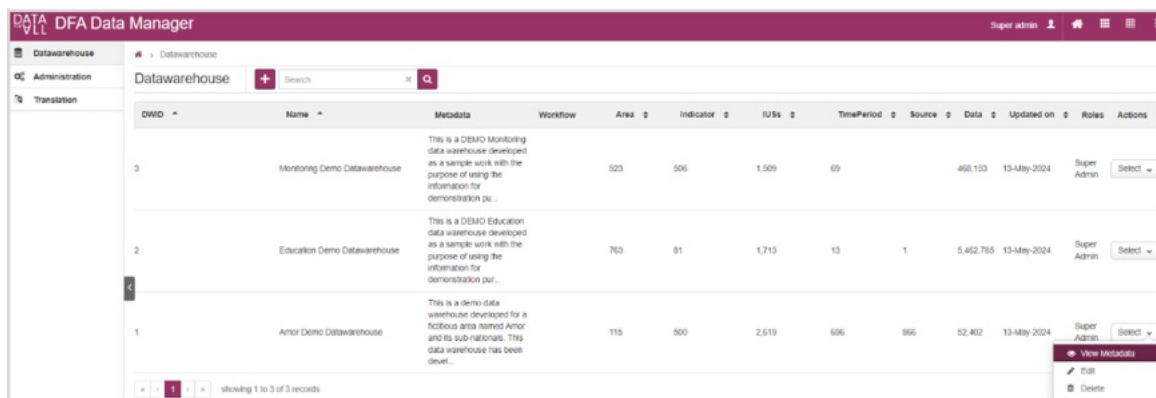 DATA FOR ALL DFA Data Manager
Super admin
Datawarehouse
Administration
Translation
> Datawarehouse
Datawarehouse
+
Search
DWID
Name
Metadata
Workflow
Area
Indicator
IUSs
TimePeriod
Source
Data
Updated on
Roles
Actions
3
Monitoring Demo Datawarehouse
This is a DEMO Monitoring
data warehouse developed
as a sample work with the
purpose of using the
information for
demonstration pu...
523
506
1,509
69
468,153
13-May-2024
Super
Admin
Select
2
Education Demo Datawarehouse
This is a DEMO Education
data warehouse developed
as a sample work with the
purpose of using the
information for
demonstration pur...
763
81
1,713
13
1
5,462,785
13-May-2024
Super
Admin
Select
1
Amor Demo Datawarehouse
This is a demo data
warehouse developed for a
fictitious area named Amor
and its sub-nationals. This
data warehouse has been
devel...
115
500
2,619
696
866
52,402
13-May-2024
Super
Admin
Select
View Metadata
Edit
Delete
« ‹ 1 › » showing 1 to 3 of 3 records